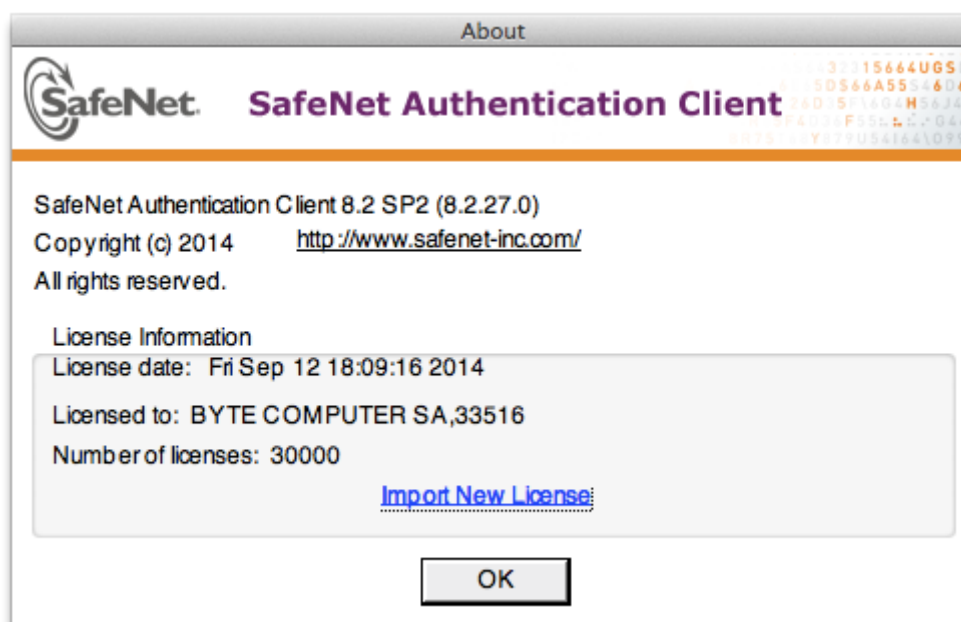 About
SafeNet. SafeNet Authentication Client
SafeNet Authentication Client 8.2 SP2 (8.2.27.0)
Copyright (c) 2014 http://www.safenet-inc.com/
All rights reserved.
License Information
License date: Fri Sep 12 18:09:16 2014
Licensed to: BYTE COMPUTER SA,33516
Number of licenses: 30000
Import New License
OK